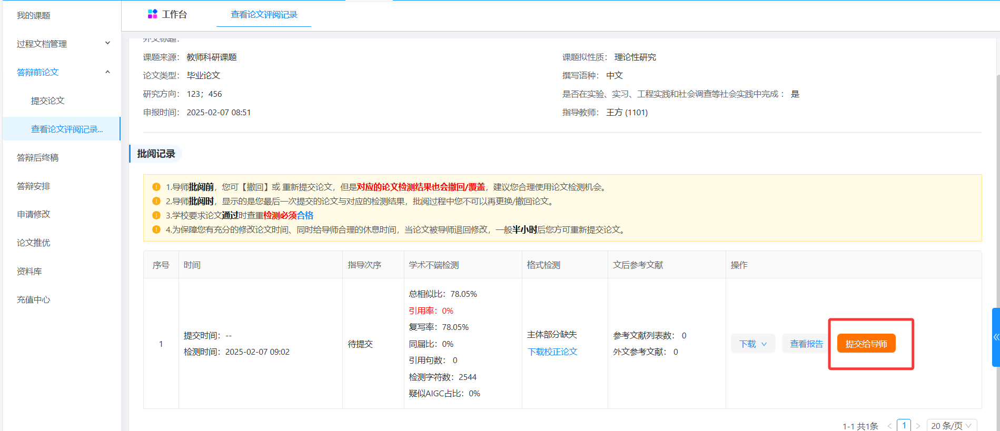 我的课题
过程文档管理
答辩前论文
提交论文
查看论文评阅记录...
答辩后终稿
答辩安排
申请修改
论文推优
资料库
充值中心
工作台
查看论文评阅记录
外文标题：
课题来源： 教师科研课题
课题拟性质： 理论性研究
论文类型： 毕业论文
撰写语种： 中文
研究方向： 123；456
是否在实验、实习、工程实践和社会调查等社会实践中完成： 是
申报时间： 2025-02-07 08:51
指导教师： 王方 (1101)
批阅记录
1.导师批阅前，您可【撤回】或 重新提交论文，但是对应的论文检测结果也会撤回/覆盖，建议您合理使用论文检测机会。
2.导师批阅时，显示的是您最后一次提交的论文与对应的检测结果，批阅过程中您不可以再更换/撤回论文。
3.学校要求论文通过时查重检测必须合格
4.为保障您有充分的修改论文时间、同时给导师合理的休息时间，当论文被导师退回修改，一般半小时后您方可重新提交论文。
序号 时间 指导次序 学术不端检测 格式检测 文后参考文献 操作
1
提交时间：--
检测时间：2025-02-07 09:02
待提交
总相似比：78.05%
引用率：0%
复写率：78.05%
同届比：0%
引用句数： 0
检测字符数：2544
疑似AIGC占比：0%
主体部分缺失
下载校正论文
参考文献列表数： 0
外文参考文献： 0
下载
查看报告
提交给导师
1-1 共1条 < 1 > 20 条/页